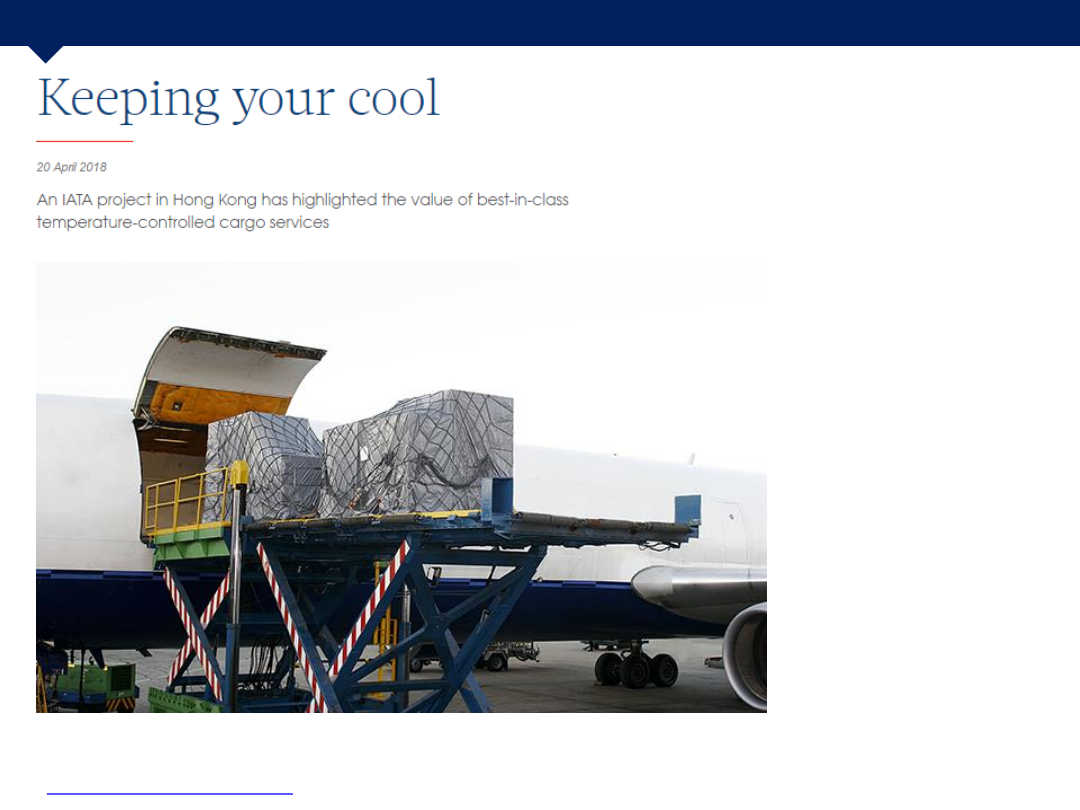 Keeping your cool
20 April 2018
An IATA project in Hong Kong has highlighted the value of best-in-class
temperature-controlled cargo services